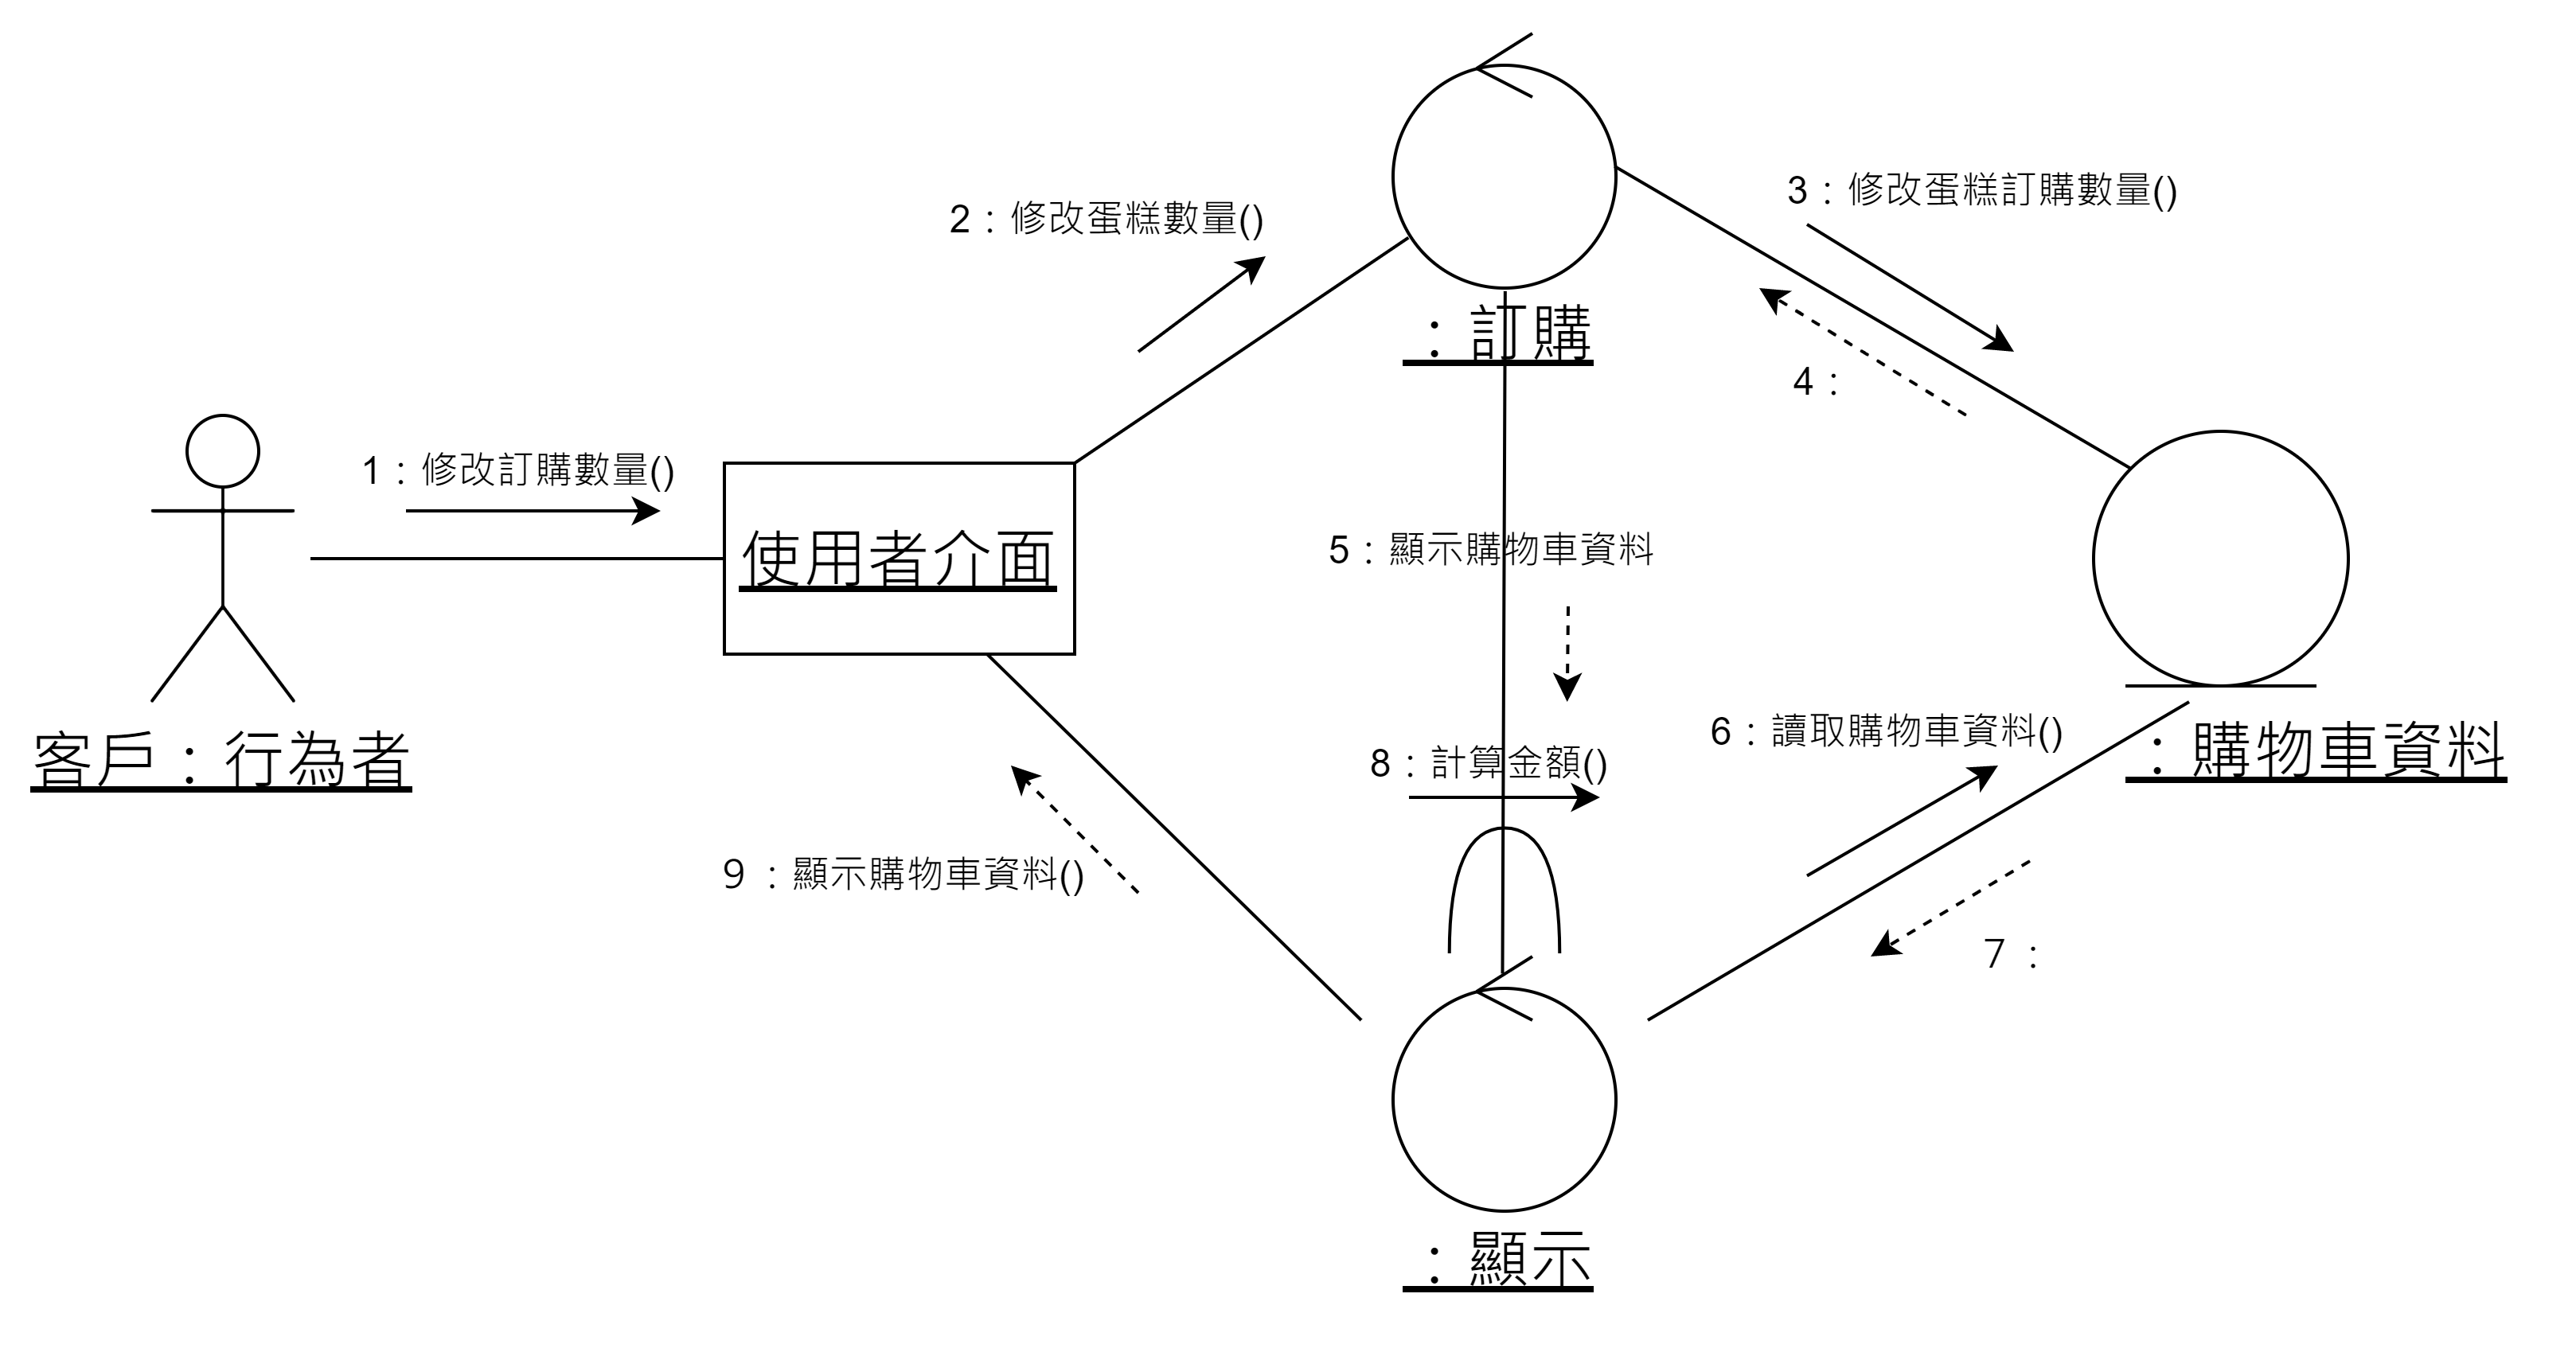 2：修改蛋糕數量()
3：修改蛋糕訂購數量()
：訂購
4：
1：修改訂購數量()
使用者介面
5：顯示購物車資料
客戶：行為者
6：讀取購物車資料()
：購物車資料
8：計算金額()
9 ：顯示購物車資料()
7 ：
：顯示